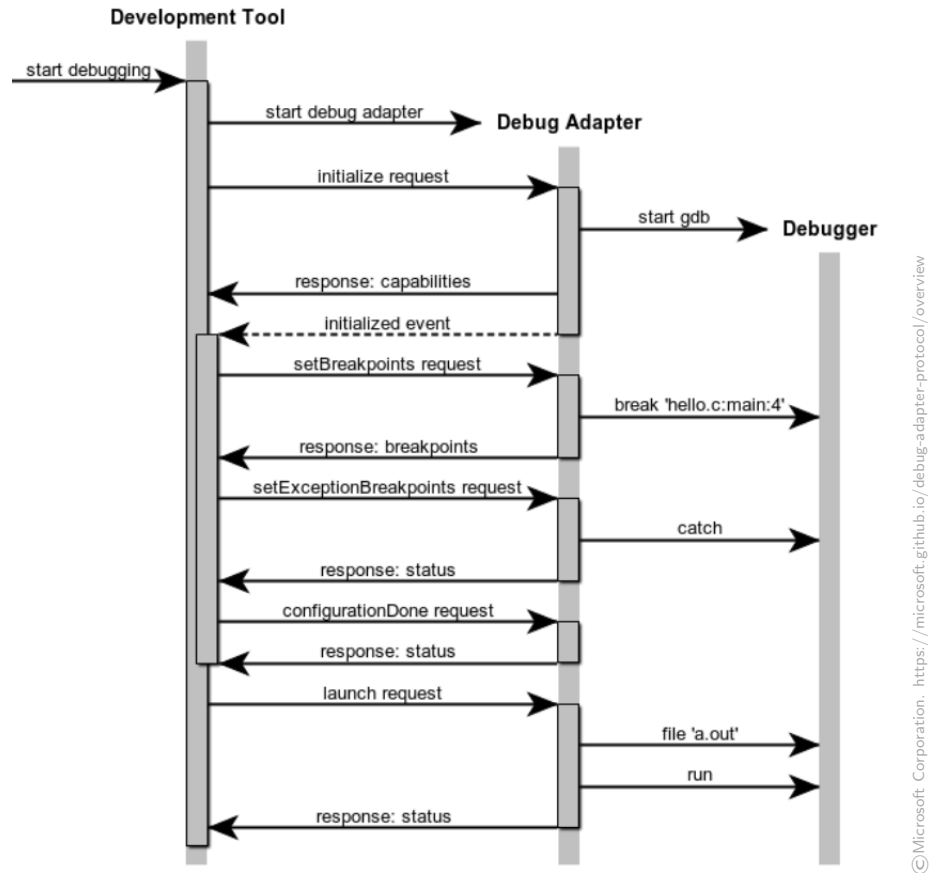 Development Tool
start debugging
start debug adapter
Debug Adapter
initialize request
start gdb
Debugger
response: capabilities
initialized event
setBreakpoints request
break 'hello.c:main:4'
response: breakpoints
setExceptionBreakpoints request
catch
response: status
configurationDone request
response: status
launch request
file 'a.out'
run
response: status
©Microsoft Corporation. https://microsoft.github.io/debug-adapter-protocol/overview